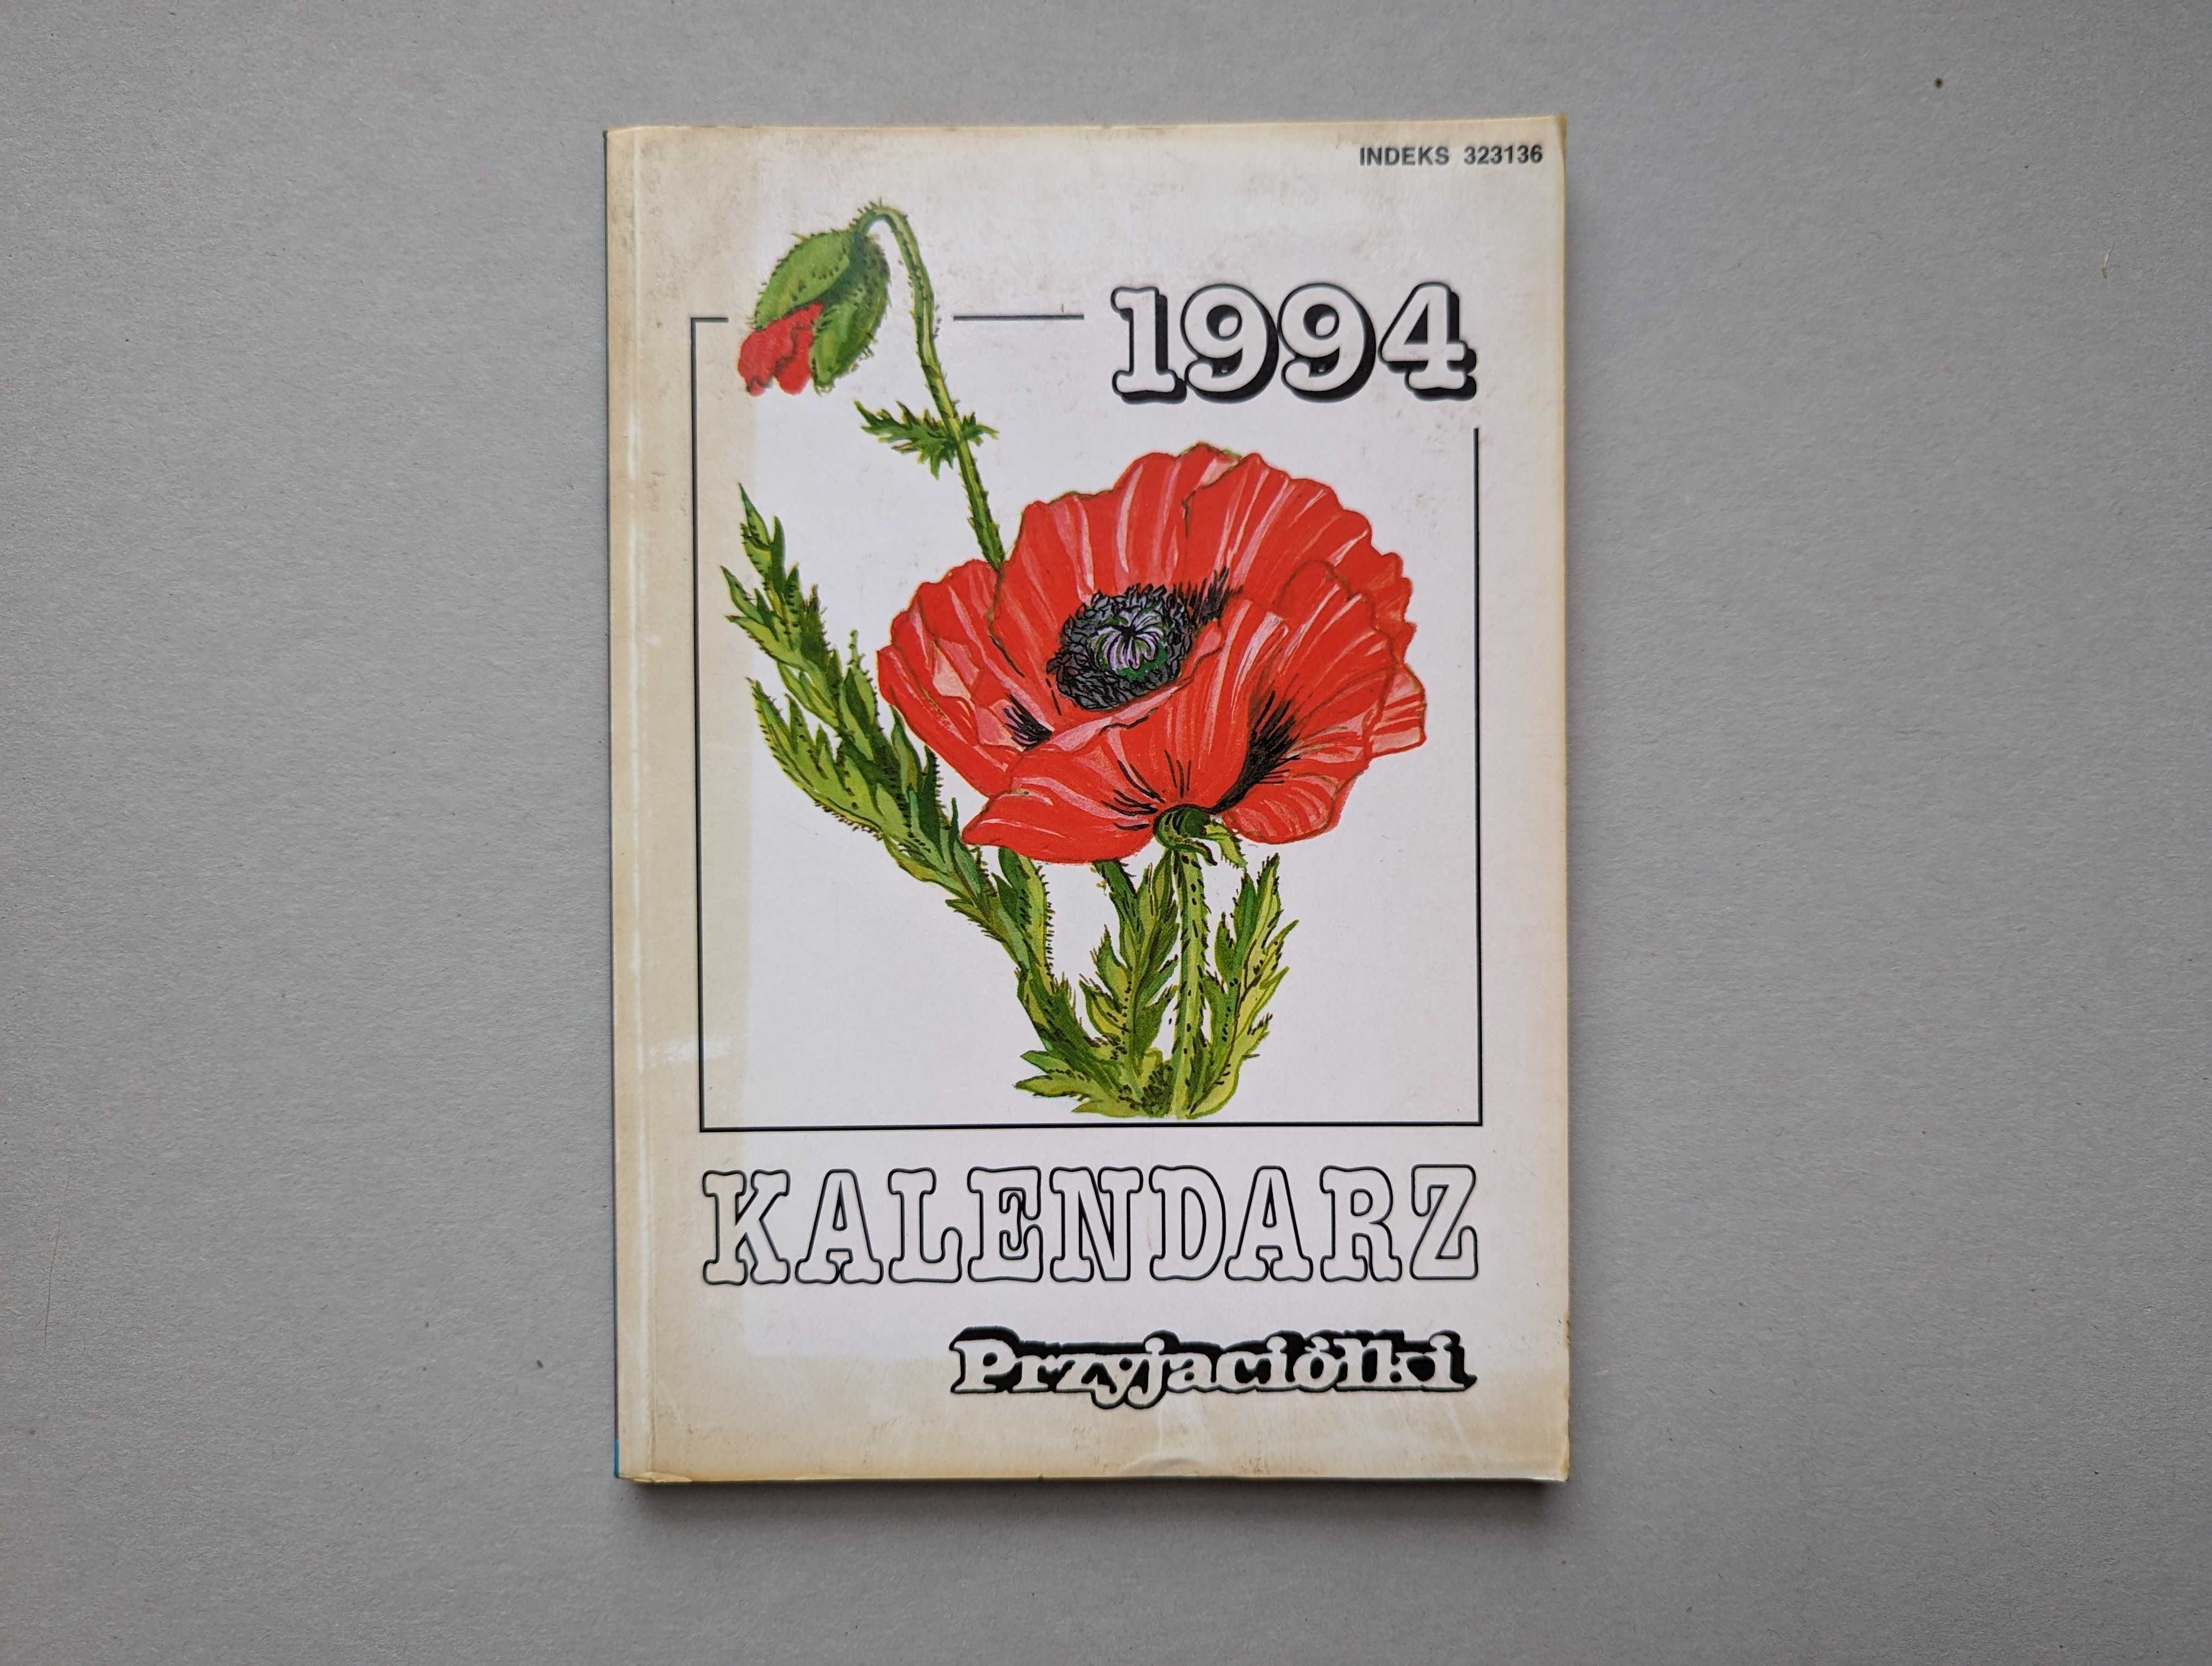 INDEKS 323136
1994
KALENDARZ
Przyjaciółki